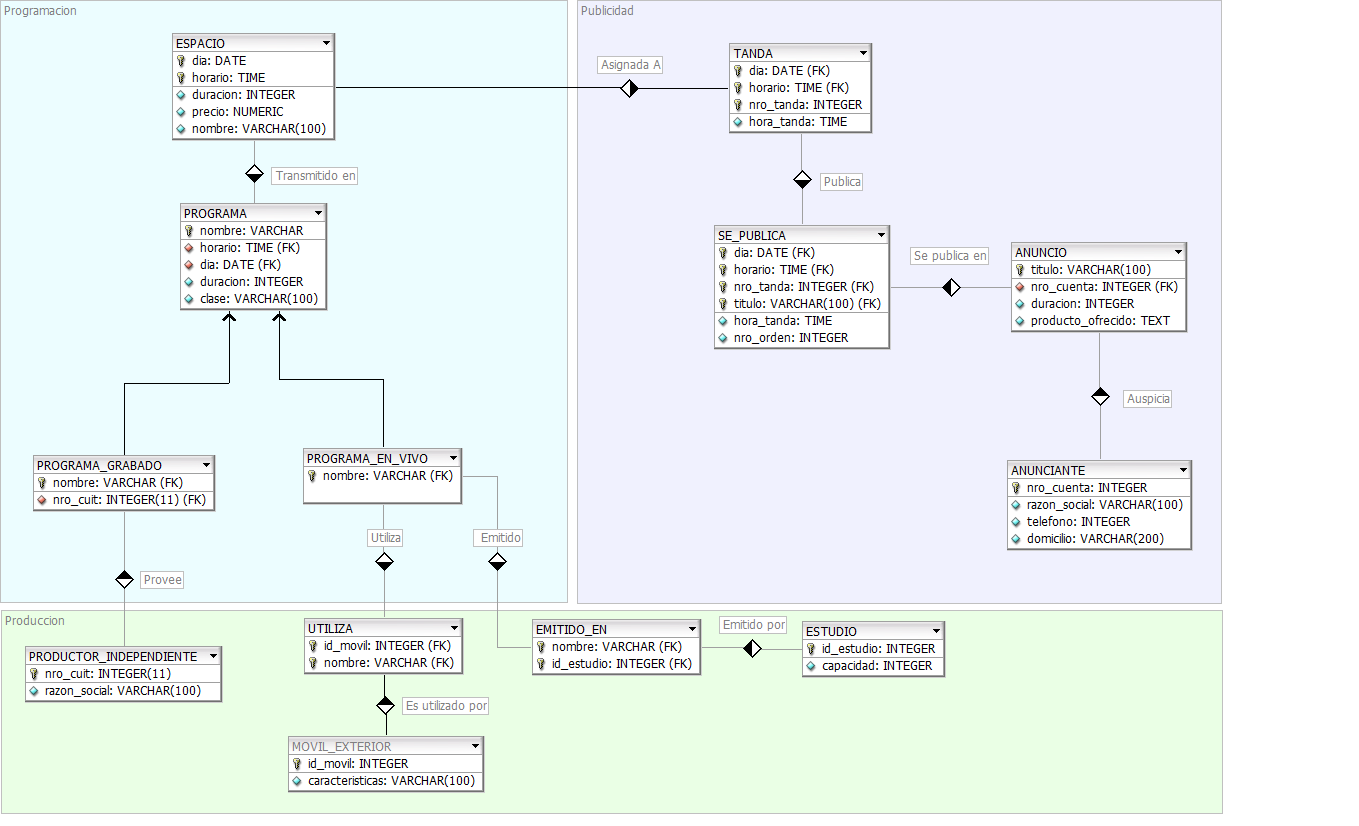 Programacion
ESPACIO
dia: DATE
horario: TIME
duracion: INTEGER
precio: NUMERIC
nombre: VARCHAR(100)
Transmitido en
PROGRAMA
nombre: VARCHAR
horario: TIME (FK)
dia: DATE (FK)
duracion: INTEGER
clase: VARCHAR(100)
PROGRAMA_GRABADO
nombre: VARCHAR (FK)
nro_cuit: INTEGER(11) (FK)
PROGRAMA_EN_VIVO
nombre: VARCHAR (FK)
Utiliza
Emitido
Provee
Publicidad
Asignada A
TANDA
dia: DATE (FK)
horario: TIME (FK)
nro_tanda: INTEGER
hora_tanda: TIME
Publica
SE_PUBLICA
dia: DATE (FK)
horario: TIME (FK)
nro_tanda: INTEGER (FK)
titulo: VARCHAR(100) (FK)
hora_tanda: TIME
nro_orden: INTEGER
Se publica en
ANUNCIO
titulo: VARCHAR(100)
nro_cuenta: INTEGER (FK)
duracion: INTEGER
producto_ofrecido: TEXT
Auspicia
ANUNCIANTE
nro_cuenta: INTEGER
razon_social: VARCHAR(100)
telefono: INTEGER
domicilio: VARCHAR(200)
Produccion
PRODUCTOR_INDEPENDIENTE
nro_cuit: INTEGER(11)
razon_social: VARCHAR(100)
UTILIZA
id_movil: INTEGER (FK)
nombre: VARCHAR (FK)
Es utilizado por
MOVIL_EXTERIOR
id_movil: INTEGER
caracteristicas: VARCHAR(100)
EMITIDO_EN
nombre: VARCHAR (FK)
id_estudio: INTEGER (FK)
Emitido por
ESTUDIO
id_estudio: INTEGER
capacidad: INTEGER